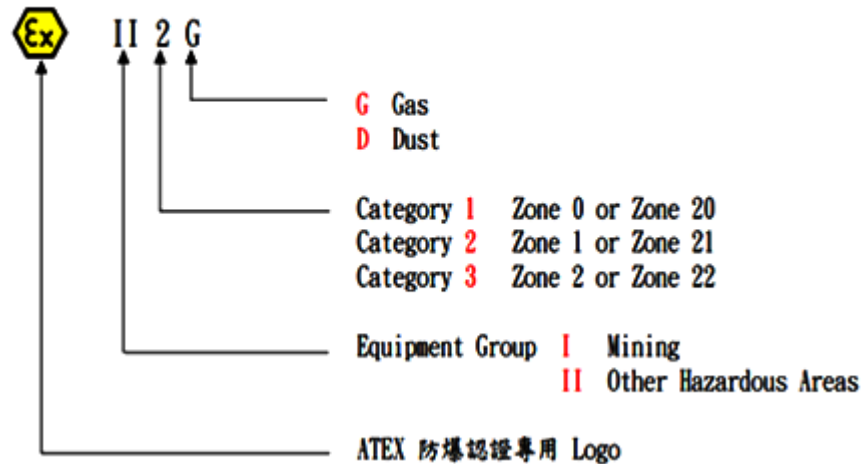 Ex II 2 G
G Gas
D Dust
Category 1 Zone 0 or Zone 20
Category 2 Zone 1 or Zone 21
Category 3 Zone 2 or Zone 22
Equipment Group I Mining
II Other Hazardous Areas
ATEX 防爆認證專用 Logo